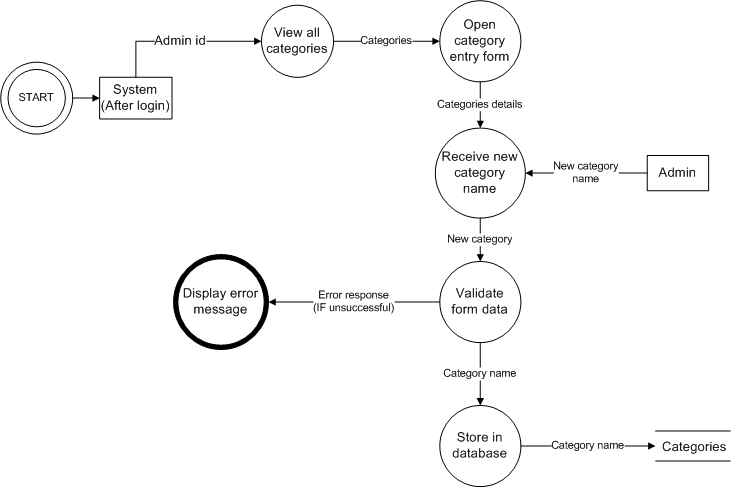 START
System
(After login)
Admin id
View all
categories
Categories
Open
category
entry form
Categories details
Receive new
category
name
New category
name
Admin
New category
Validate
form data
Error response
(IF unsuccessful)
Display error
message
Category name
Store in
database
Category name
Categories